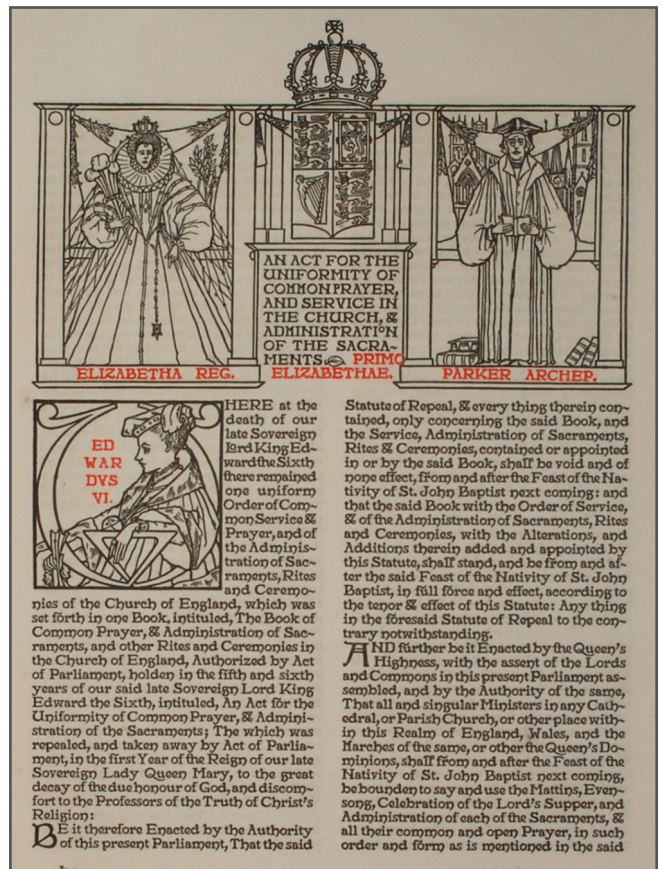 AN ACT FOR THE
UNIFORMITY OF
COMMON PRAYER,
AND SERVICE IN
THE CHURCH, &
ADMINISTRATION
OF THE SACRA-
MENTS PRIMO
ELIZABETHA REG.
ELIZABETHAE.
PARKER ARCHEP.
ED
WAR
DVS
VI.
HERE at the
death of our
late Sovereign
Lord King Ed-
ward the Sixth
there remained
one uniform
Order of Com-
mon Service &
Prayer, and of
the Adminis-
tration of Sac-
raments, Rites
and Ceremo-
nies of the Church of England, which was
set forth in one Book, intituled, The Book of
Common Prayer, & Administration of Sac-
raments, and other Rites and Ceremonies in
the Church of England, Authorized by Act
of Parliament, holden in the fifth and sixth
years of our said late Sovereign Lord King
Edward the Sixth, intituled, An Act for the
Uniformity of Common Prayer, & Admini-
stration of the Sacraments; The which was
repealed, and taken away by Act of Parlia-
ment, in the first Year of the Reign of our late
Sovereign Lady Queen Mary, to the great
decay of the due honour of God, and discom-
fort to the Professors of the Truth of Christ's
Religion:
BE it therefore Enacted by the Authority
of this present Parliament, That the said
Statute of Repeal, & every thing therein con-
tained, only concerning the said Book, and
the Service, Administration of Sacraments,
Rites & Ceremonies, contained or appointed
in or by the said Book, shall be void and of
none effect, from and after the Feast of the Na-
tivity of St. John Baptist next coming: and
that the said Book with the Order of Service,
& of the Administration of Sacraments, Rites
and Ceremonies, with the Alterations, and
Additions therein added and appointed by
this Statute, shall stand, and be from and af-
ter the said Feast of the Nativity of St. John
Baptist, in full force and effect, according to
the tenor & effect of this Statute: Any thing
in the foresaid Statute of Repeal to the con-
trary notwithstanding.
AND further be it Enacted by the Queen's
Highness, with the assent of the Lords
and Commons in this present Parliament as-
sembled, and by the Authority of the same,
That all and singular Ministers in any Cath-
edral, or Parish Church, or other place with-
in this Realm of England, Wales, and the
Marches of the same, or other the Queen's Do-
minions, shall from and after the Feast of the
Nativity of St. John Baptist next coming,
be bounden to say and use the Mattins, Even-
song, Celebration of the Lord's Supper, and
Administration of each of the Sacraments, &
all their common and open Prayer, in such
order and form as is mentioned in the said